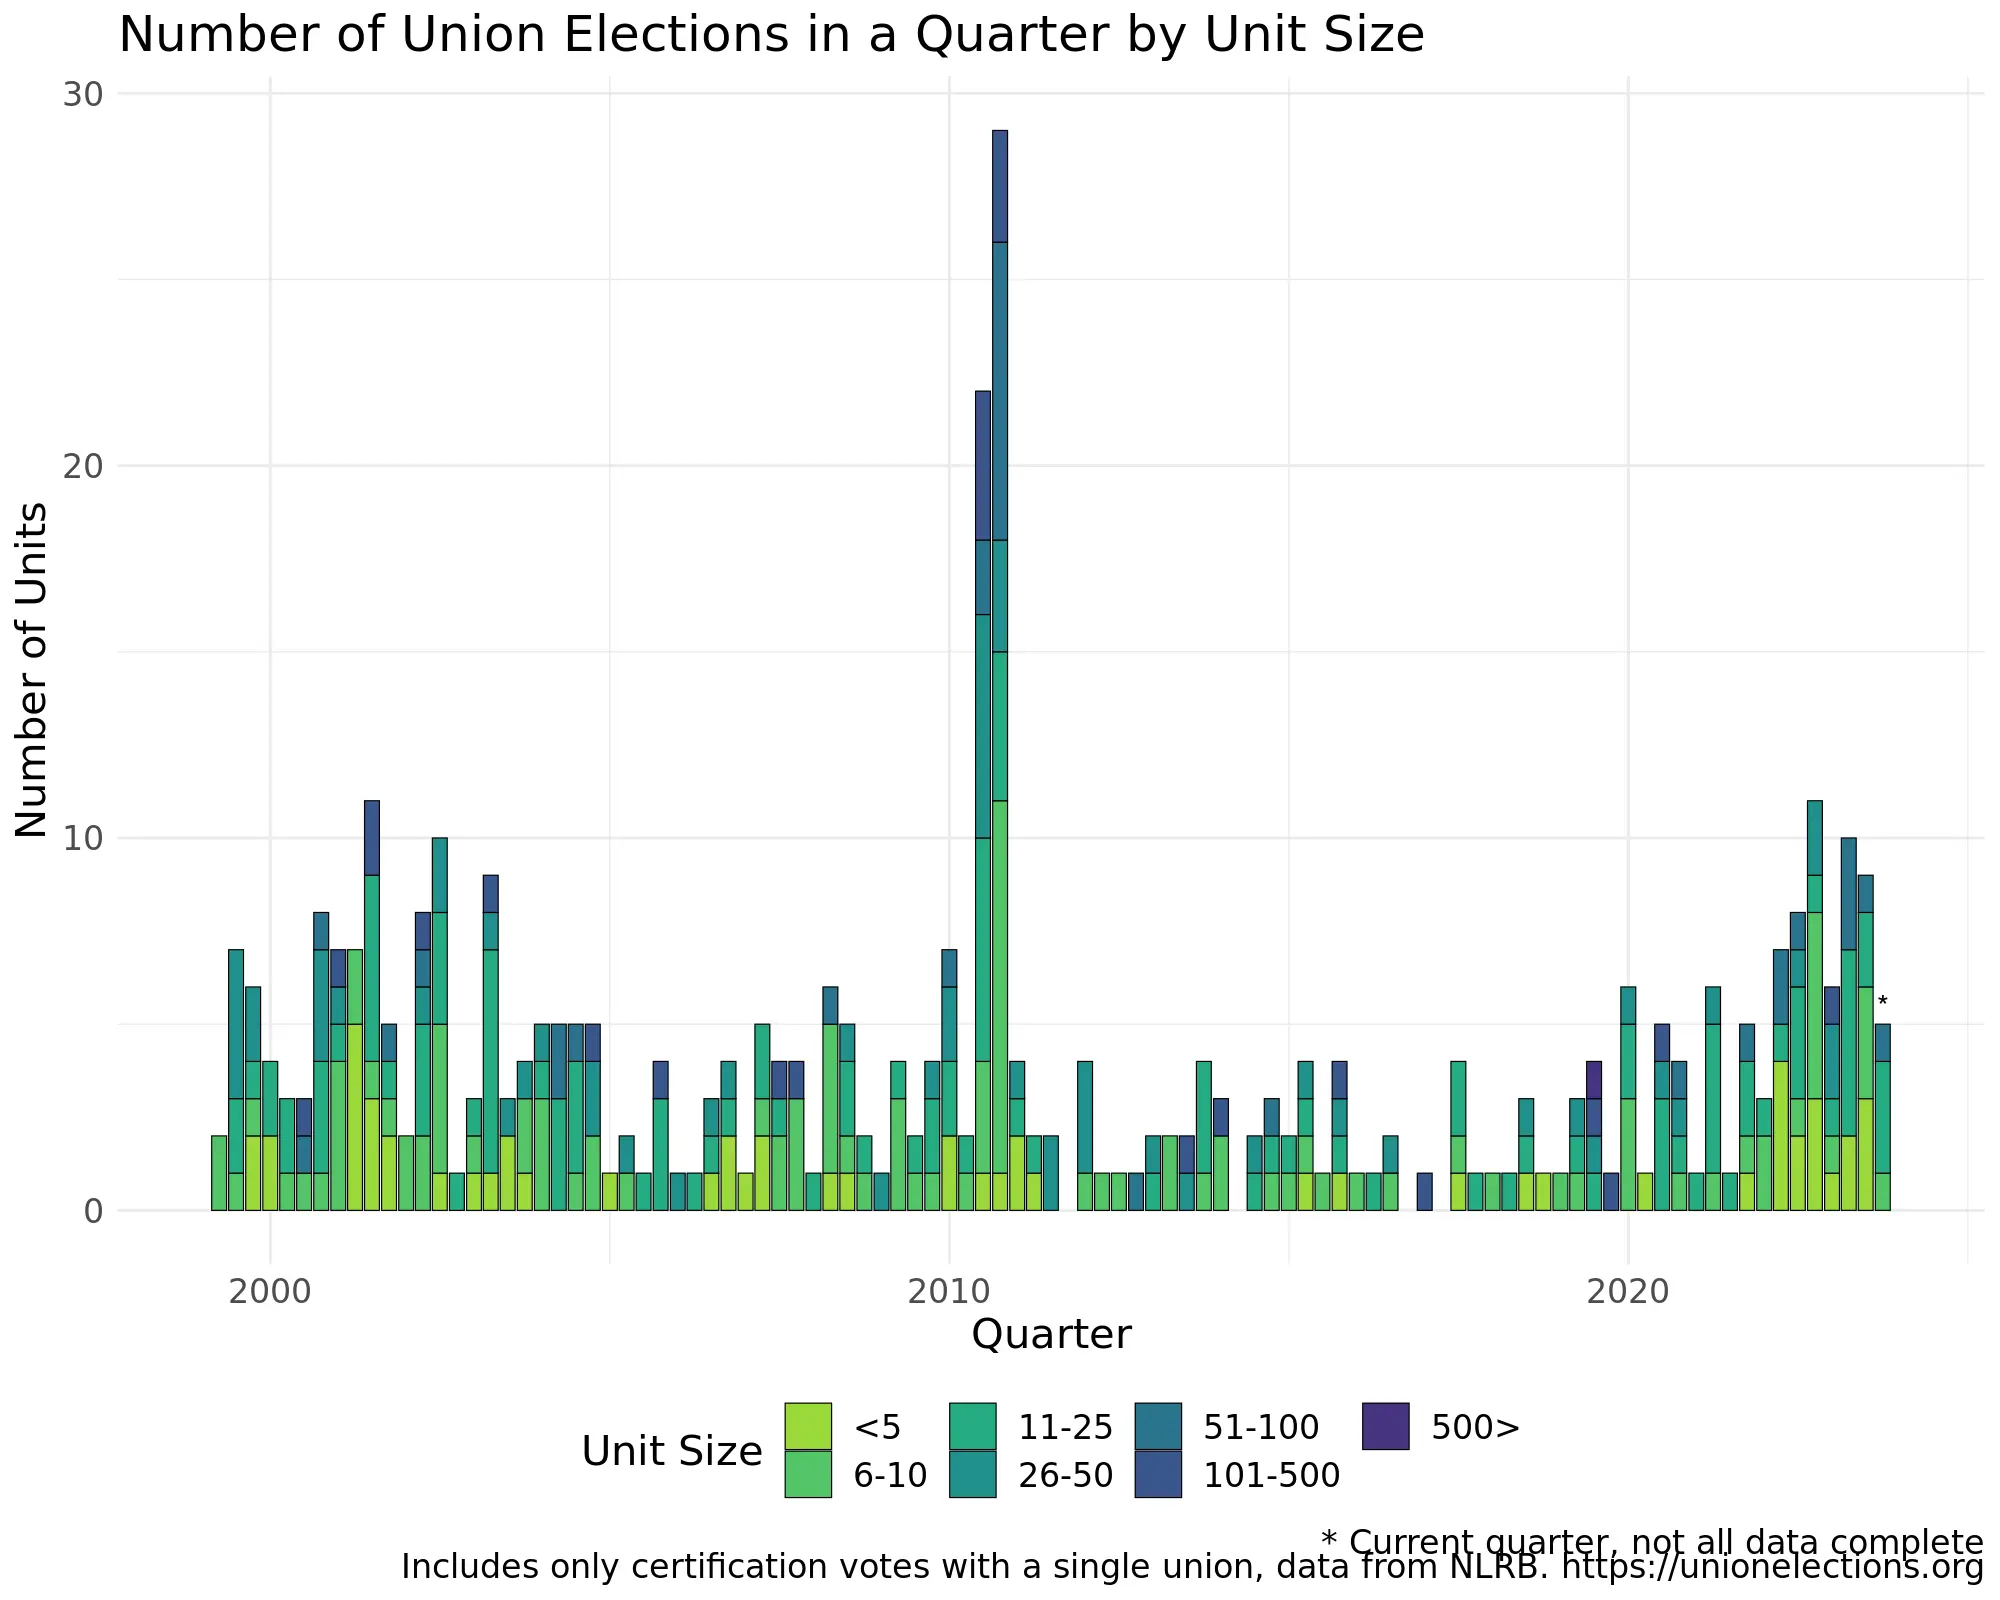 Number of Union Elections in a Quarter by Unit Size
30
20
10
0
Number of Units
2000 2010 2020
Quarter
*
Unit Size
<5 11-25 51-100 500>
6-10 26-50 101-500
* Current quarter, not all data complete
Includes only certification votes with a single union, data from NLRB. https://unionelections.org